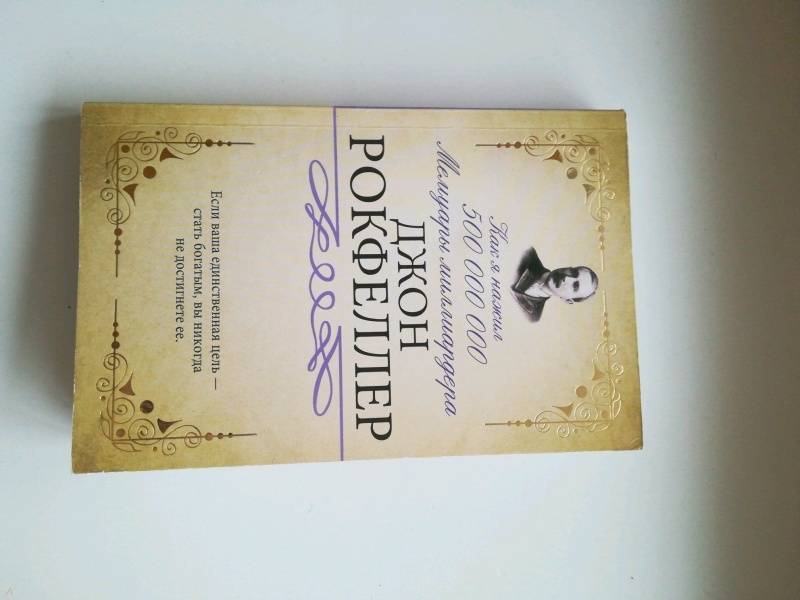 Как я нажил
500 000 000
Мемуары миллиардера
ДЖОН
РОКФЕЛЛЕР
Если ваша единственная цель —
стать богатым, вы никогда
не достигнете ее.